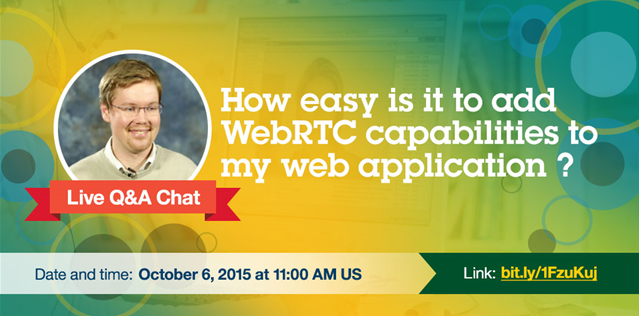 How easy is it to add
WebRTC capabilities to
my web application ?
Live Q&A Chat
Date and time: October 6, 2015 at 11:00 AM US
Link: bit.ly/1FzuKuj